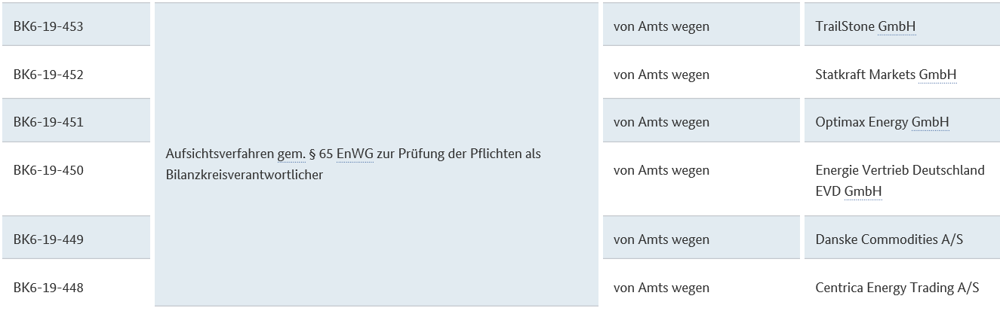 BK6-19-453
von Amts wegen
TrailStone GmbH
BK6-19-452
von Amts wegen
Statkraft Markets GmbH
BK6-19-451
von Amts wegen
Optimax Energy GmbH
Aufsichtsverfahren gem. § 65 EnWG zur Prüfung der Pflichten als
Bilanzkreisverantwortlicher
BK6-19-450
von Amts wegen
Energie Vertrieb Deutschland
EVD GmbH
BK6-19-449
von Amts wegen
Danske Commodities A/S
BK6-19-448
von Amts wegen
Centrica Energy Trading A/S